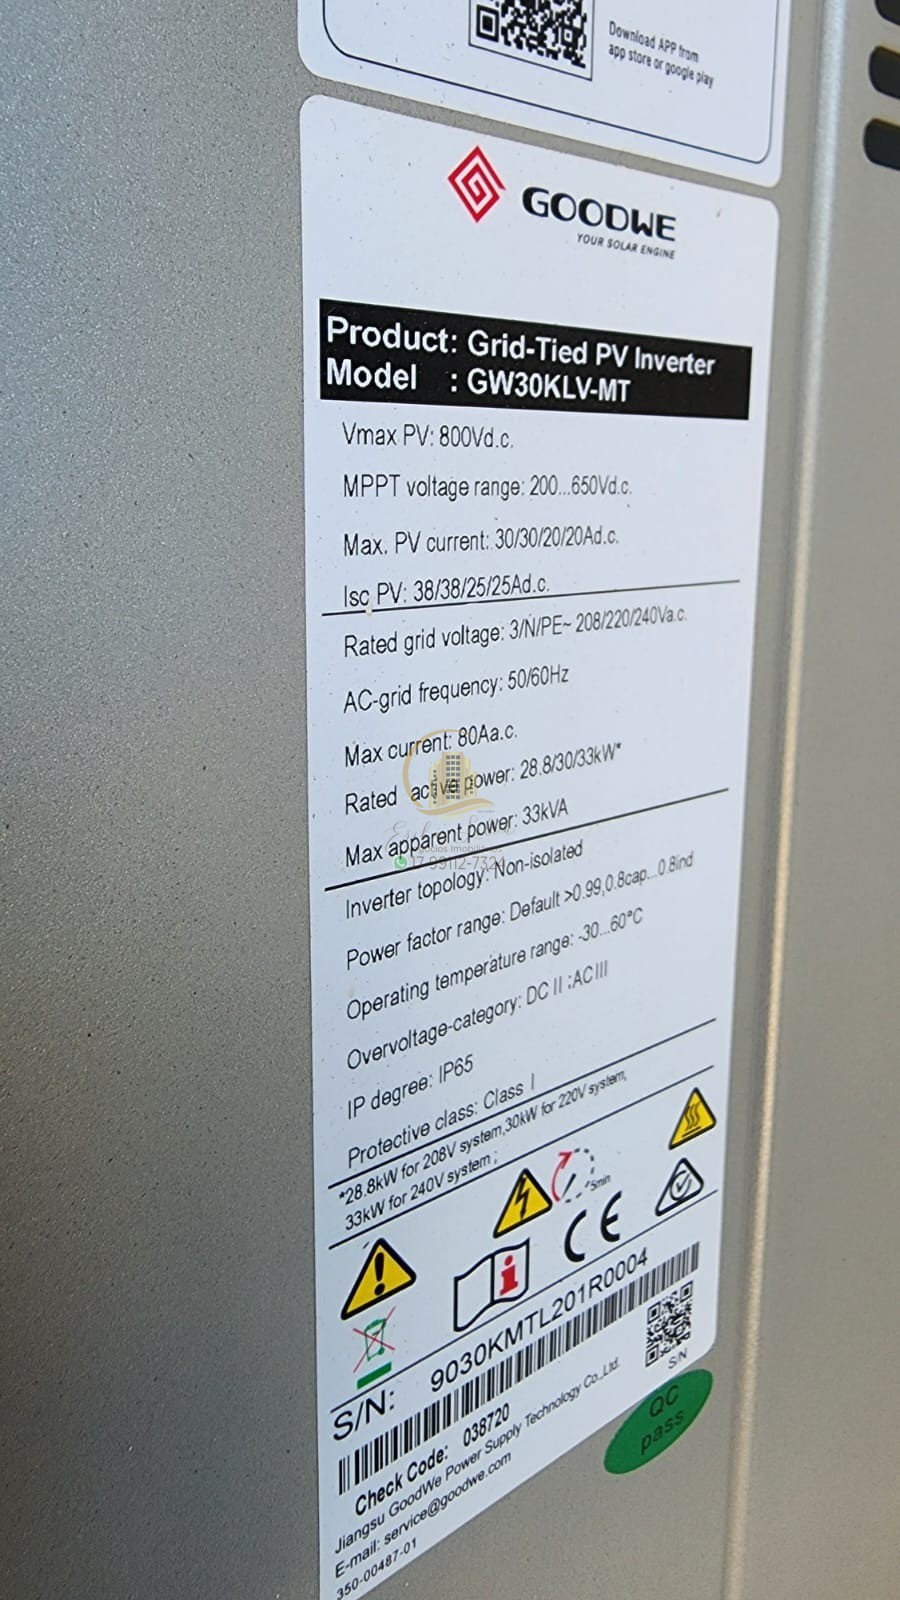 Download APP from
app store or google play
GOODWE
YOUR SOLAR ENGINE
Product: Grid-Tied PV Inverter
Model : GW30KLV-MT
Vmax PV: 800Vd.c.
MPPT voltage range: 200...650Vd.c.
Max. PV current: 30/30/20/20Ad.c.
Isc PV: 38/38/25/25Ad.c.
Rated grid voltage: 3/N/PE~ 208/220/240Va.c.
AC-grid frequency: 50/60Hz
Max current: 80Aa.c.
Rated active power: 28.8/30/33kW*
Max apparent power: 33kVA
Negócios Imobiliários
17 99112-7324
Inverter topology: Non-isolated
Power factor range: Default >0.99,0.8cap...0.8ind
Operating temperature range: -30...60°C
Overvoltage-category: DC II ;AC III
IP degree: IP65
Protective class: Class I
*28.8kW for 208V system,30kW for 220V system,
33kW for 240V system ;
5min
CE
S/N: 9030KMTL201R0004
S/N
Check Code: 038720
Jiangsu GoodWe Power Supply Technology Co.,Ltd.
E-mail: service@goodwe.com
350-00487-01
QC
pass